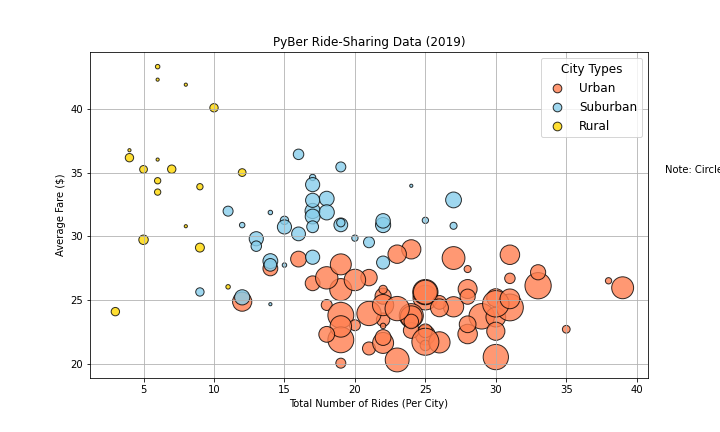 PyBer Ride-Sharing Data (2019)
City Types
Urban
Suburban
Rural
40
35
30
25
20
Average Fare ($)
Note: Circle
5 10 15 20 25 30 35 40
Total Number of Rides (Per City)